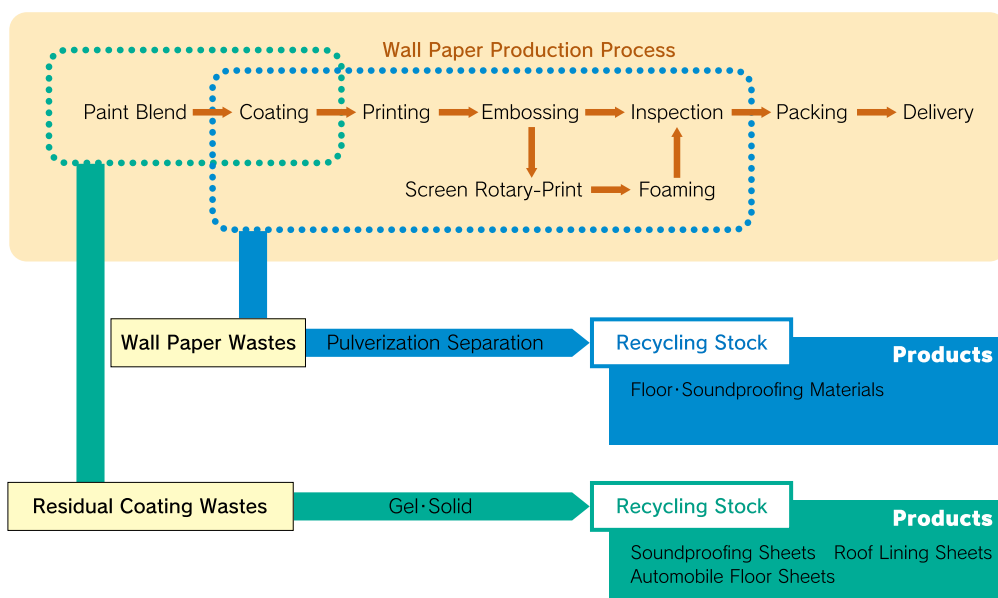 Wall Paper Production Process
Paint Blend Coating Printing Embossing Inspection Packing Delivery
Screen Rotary-Print Foaming
Wall Paper Wastes Pulverization Separation Recycling Stock
Products
Floor·Soundproofing Materials
Residual Coating Wastes Gel·Solid Recycling Stock
Products
Soundproofing Sheets Roof Lining Sheets
Automobile Floor Sheets